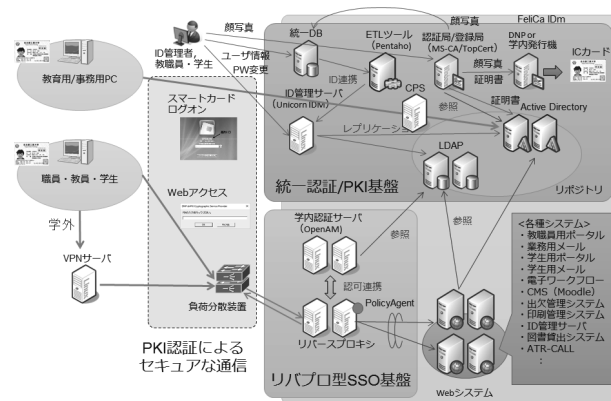 FeliCa IDm
顔写真
顔写真
統一DB
ETLツール
(Pentaho)
認証局/登録局
(MS-CA/TopCert)
DNP or
学内発行機
ICカード
ID管理者,
教職員・学生
ユーザ情報
PW変更
顔写真
証明書
教育用/事務用PC
ID連携
ID管理サーバ
(Unicorn IDM)
CPS
参照
証明書
Active Directory
スマートカード
ログオン
レプリケーション
LDAP
職員・教員・学生
統一認証/PKI基盤
リポジトリ
Webアクセス
学外
学内認証サーバ
(OpenAM)
参照
参照
<各種システム>
・教職員用ポータル
・業務用メール
・学生用ポータル
・学生用メール
・電子ワークフロー
・CMS（Moodle）
・出欠管理システム
・印刷管理システム
・ID管理サーバ
・図書貸出システム
・ATR-CALL
：
VPNサーバ
認可連携
負荷分散装置
PolicyAgent
リバースプロキシ
PKI認証による
セキュアな通信
リバプロ型SSO基盤
Webシステム